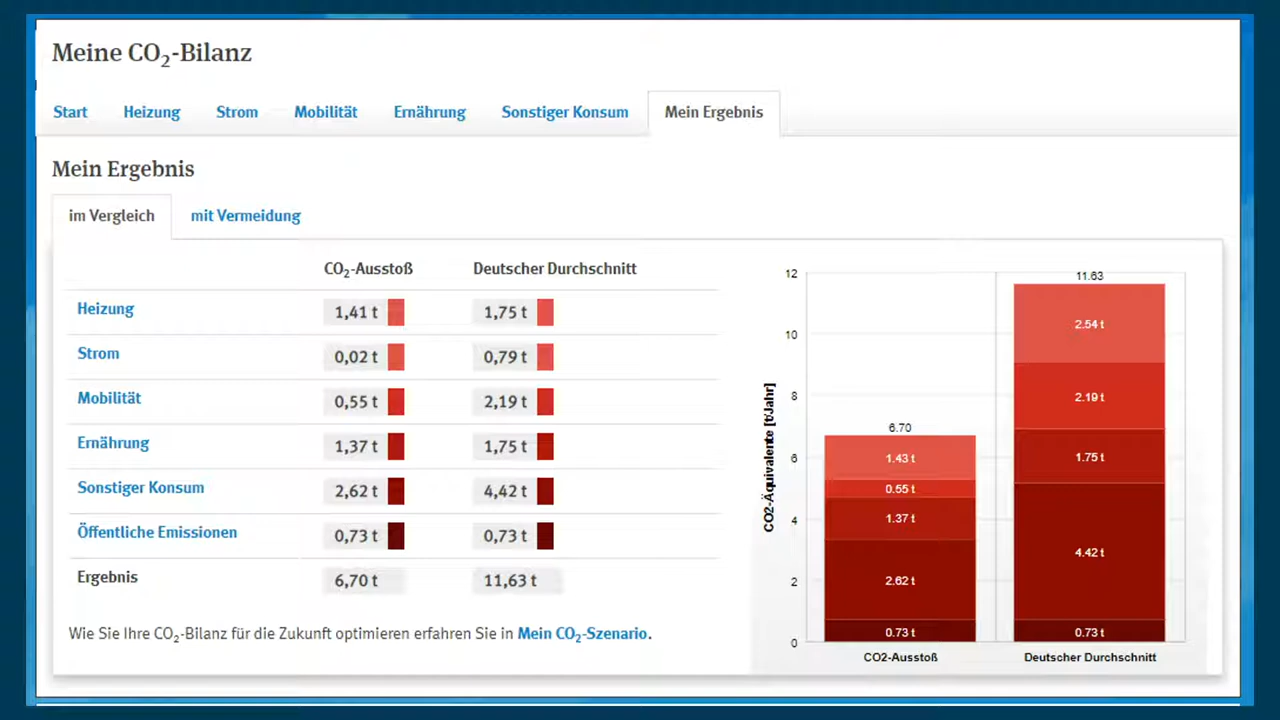 Meine CO₂-Bilanz
Start Heizung Strom Mobilität Ernährung Sonstiger Konsum Mein Ergebnis
Mein Ergebnis
im Vergleich mit Vermeidung
CO₂-Ausstoß Deutscher Durchschnitt
Heizung 1,41 t 1,75 t
Strom 0,02 t 0,79 t
Mobilität 0,55 t 2,19 t
Ernährung 1,37 t 1,75 t
Sonstiger Konsum 2,62 t 4,42 t
Öffentliche Emissionen 0,73 t 0,73 t
Ergebnis 6,70 t 11,63 t
Wie Sie Ihre CO₂-Bilanz für die Zukunft optimieren erfahren Sie in Mein CO₂-Szenario.
CO2-Äquivalente [t/Jahr]
12
10
8
6
4
2
0
6.70
1.43 t
0.55 t
1.37 t
2.62 t
0.73 t
11.63
2.54 t
2.19 t
1.75 t
4.42 t
0.73 t
CO2-Ausstoß Deutscher Durchschnitt